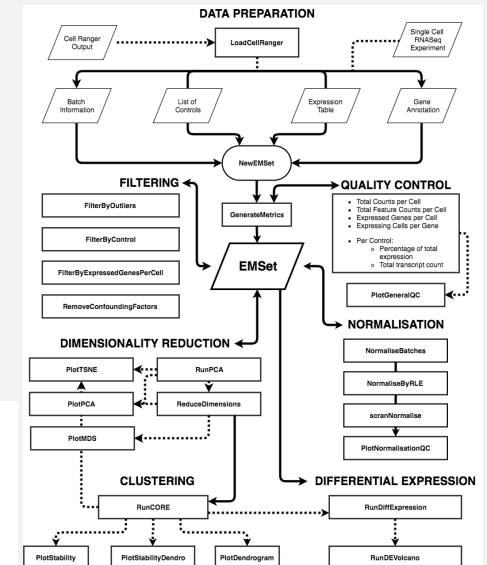 DATA PREPARATION
Cell Ranger
Output
LoadCellRanger
Single Cell
RNASeq
Experiment
Batch
Information
List of
Controls
Expression
Table
Gene
Annotation
NewEMSet
FILTERING
QUALITY CONTROL
FilterByOutliers
FilterByControl
FilterByExpressedGenesPerCell
RemoveConfoundingFactors
GenerateMetrics
EMSet
• Total Counts per Cell
• Total Feature Counts per Cell
• Expressed Genes per Cell
• Expressing Cells per Gene
• Per Control:
○ Percentage of total
expression
○ Total transcript count
PlotGeneralQC
NORMALISATION
NormaliseBatches
NormaliseByRLE
scranNormalise
PlotNormalisationQC
DIMENSIONALITY REDUCTION
PlotTSNE
RunPCA
PlotPCA
ReduceDimensions
PlotMDS
CLUSTERING
DIFFERENTIAL EXPRESSION
RunCORE
RunDiffExpression
PlotStability
PlotStabilityDendro
PlotDendrogram
RunDEVolcano